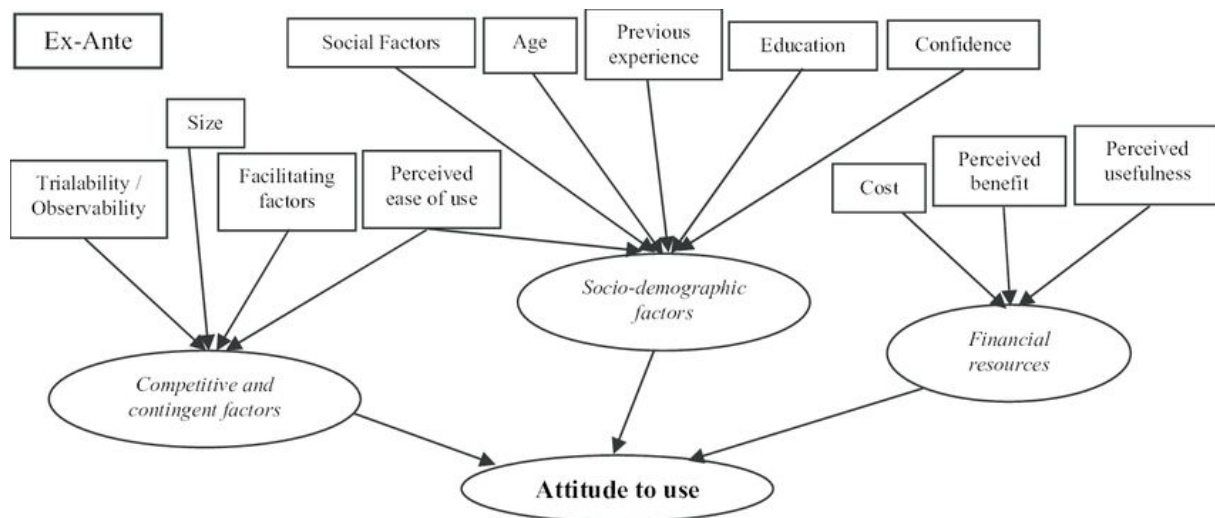 Ex-Ante
Social Factors
Age
Previous
experience
Education
Confidence
Size
Trialability /
Observability
Facilitating
factors
Perceived
ease of use
Cost
Perceived
benefit
Perceived
usefulness
Socio-demographic
factors
Competitive and
contingent factors
Financial
resources
Attitude to use